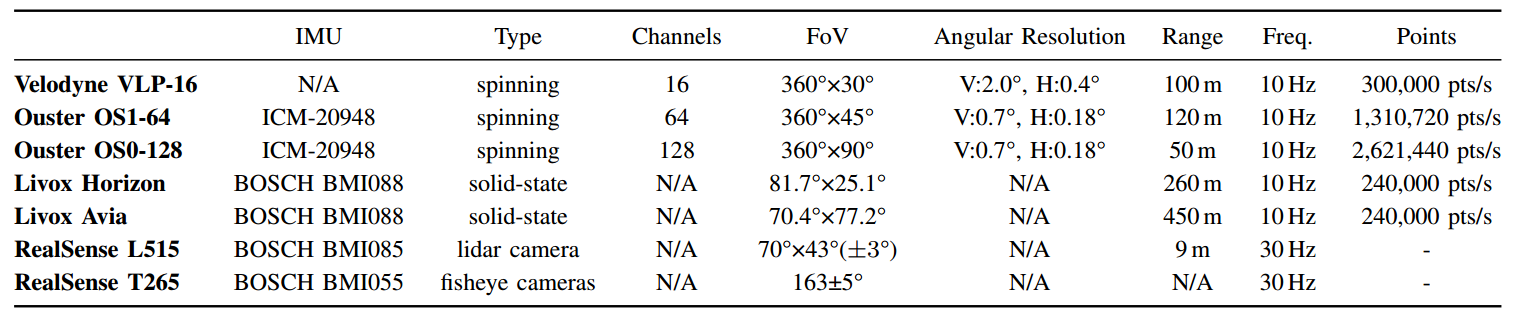 IMU Type Channels FoV Angular Resolution Range Freq. Points
Velodyne VLP-16 N/A spinning 16 360°×30° V:2.0°, H:0.4° 100 m 10 Hz 300,000 pts/s
Ouster OS1-64 ICM-20948 spinning 64 360°×45° V:0.7°, H:0.18° 120 m 10 Hz 1,310,720 pts/s
Ouster OS0-128 ICM-20948 spinning 128 360°×90° V:0.7°, H:0.18° 50 m 10 Hz 2,621,440 pts/s
Livox Horizon BOSCH BMI088 solid-state N/A 81.7°×25.1° N/A 260 m 10 Hz 240,000 pts/s
Livox Avia BOSCH BMI088 solid-state N/A 70.4°×77.2° N/A 450 m 10 Hz 240,000 pts/s
RealSense L515 BOSCH BMI085 lidar camera N/A 70°×43°(±3°) N/A 9 m 30 Hz -
RealSense T265 BOSCH BMI055 fisheye cameras N/A 163±5° N/A N/A 30 Hz -